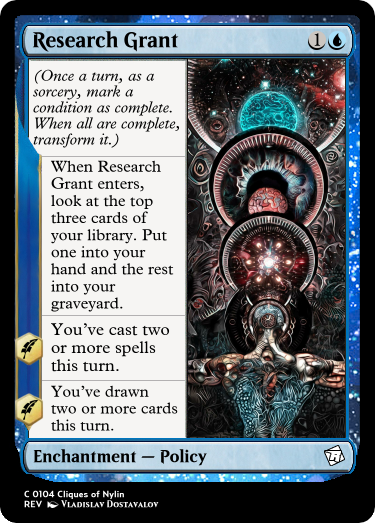 Research Grant 1
(Once a turn, as a
sorcery, mark a
condition as complete.
When all are complete,
transform it.)
When Research
Grant enters,
look at the top
three cards of
your library. Put
one into your
hand and the rest
into your
graveyard.
You've cast two
or more spells
this turn.
You've drawn
two or more cards
this turn.
Enchantment — Policy
C 0104 Cliques of Nylin
REV Vladislav Dostavalov